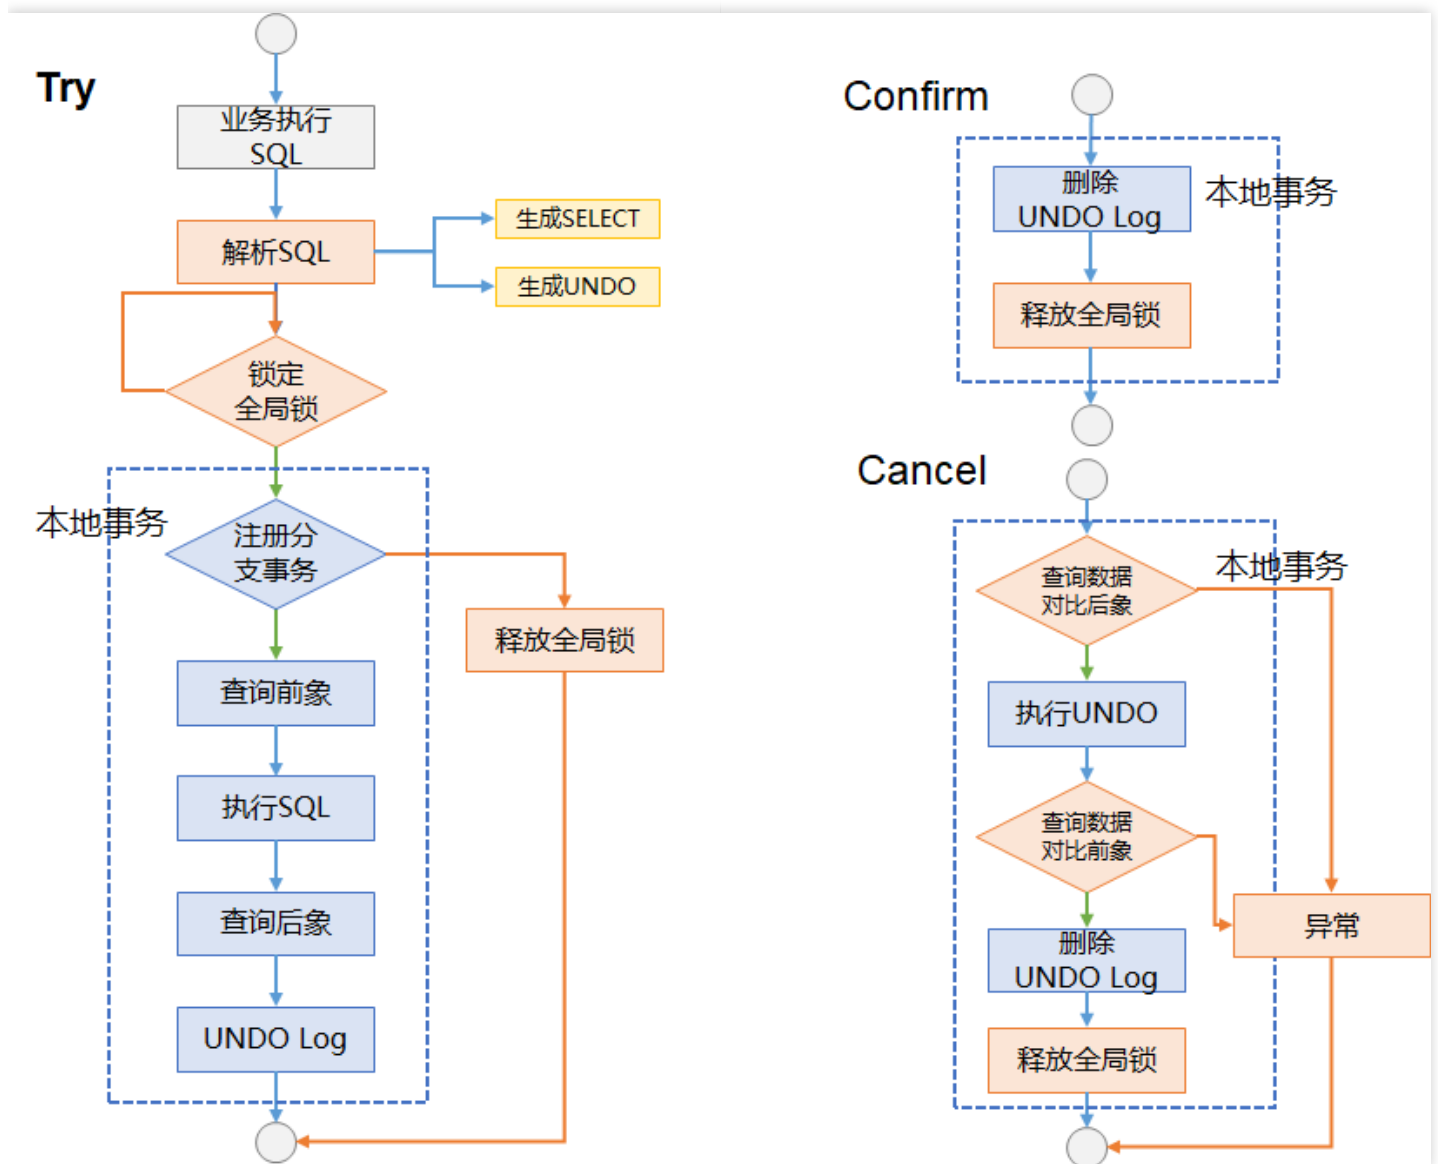 Try
业务执行
SQL
解析SQL
生成SELECT
生成UNDO
锁定
全局锁
本地事务
注册分
支事务
释放全局锁
查询前象
执行SQL
查询后象
UNDO Log
Confirm
删除
UNDO Log
本地事务
释放全局锁
Cancel
查询数据
对比后象
本地事务
执行UNDO
查询数据
对比前象
异常
删除
UNDO Log
释放全局锁